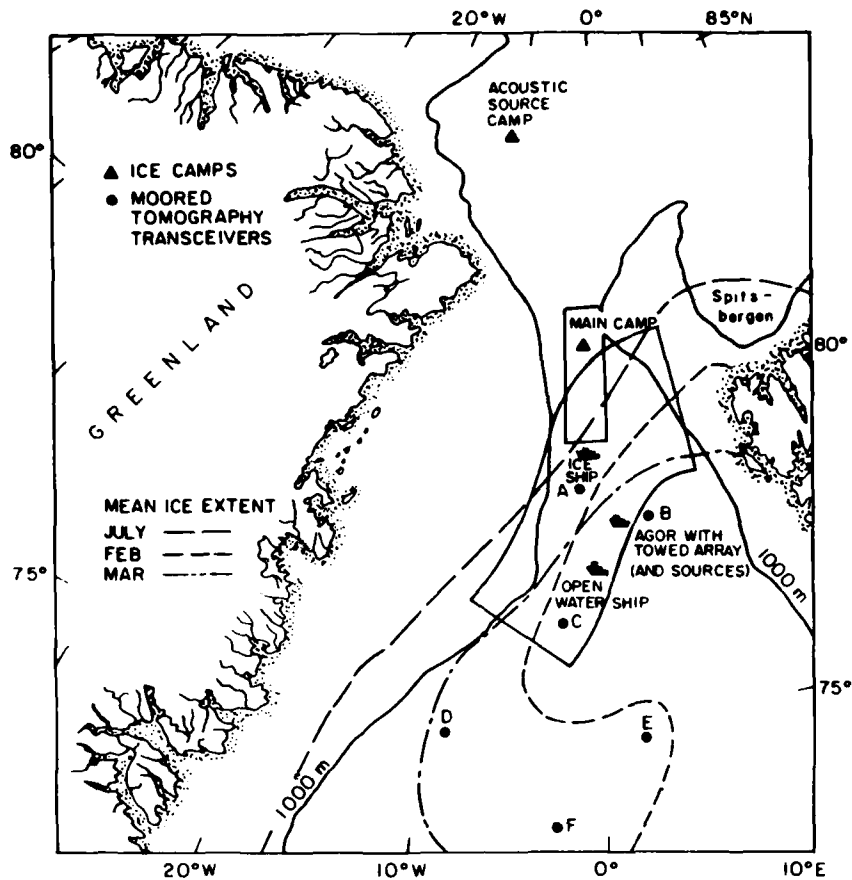 20°W 0° 85°N
ACOUSTIC
SOURCE
CAMP
80°
▲ ICE CAMPS
● MOORED
TOMOGRAPHY
TRANSCEIVERS
GREENLAND
Spits-
bergen
MAIN CAMP
80°
ICE
SHIP
A
B
AGOR WITH
TOWED ARRAY
(AND SOURCES)
MEAN ICE EXTENT
JULY
FEB
MAR
1000 m
75°
OPEN
WATER SHIP
C
75°
D
E
1000 m
F
20°W 10°W 0° 10°E